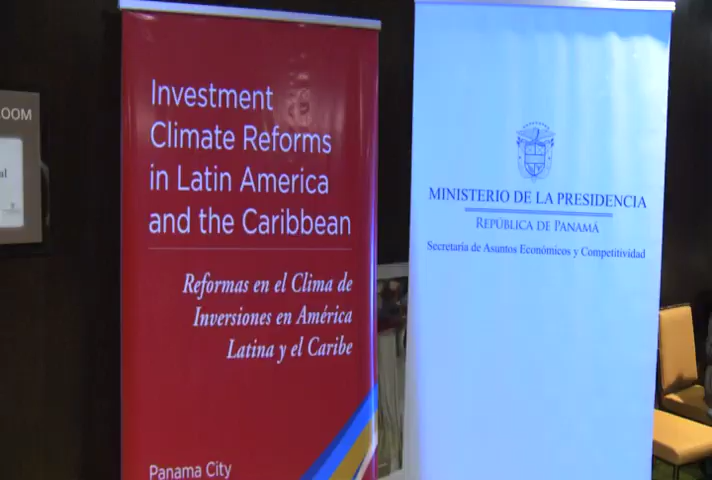 OOM
Investment
Climate Reforms
in Latin America
and the Caribbean
Reformas en el Clima de
Inversiones en América
Latina y el Caribe
Panama City
MINISTERIO DE LA PRESIDENCIA
REPÚBLICA DE PANAMÁ
Secretaría de Asuntos Económicos y Competitividad